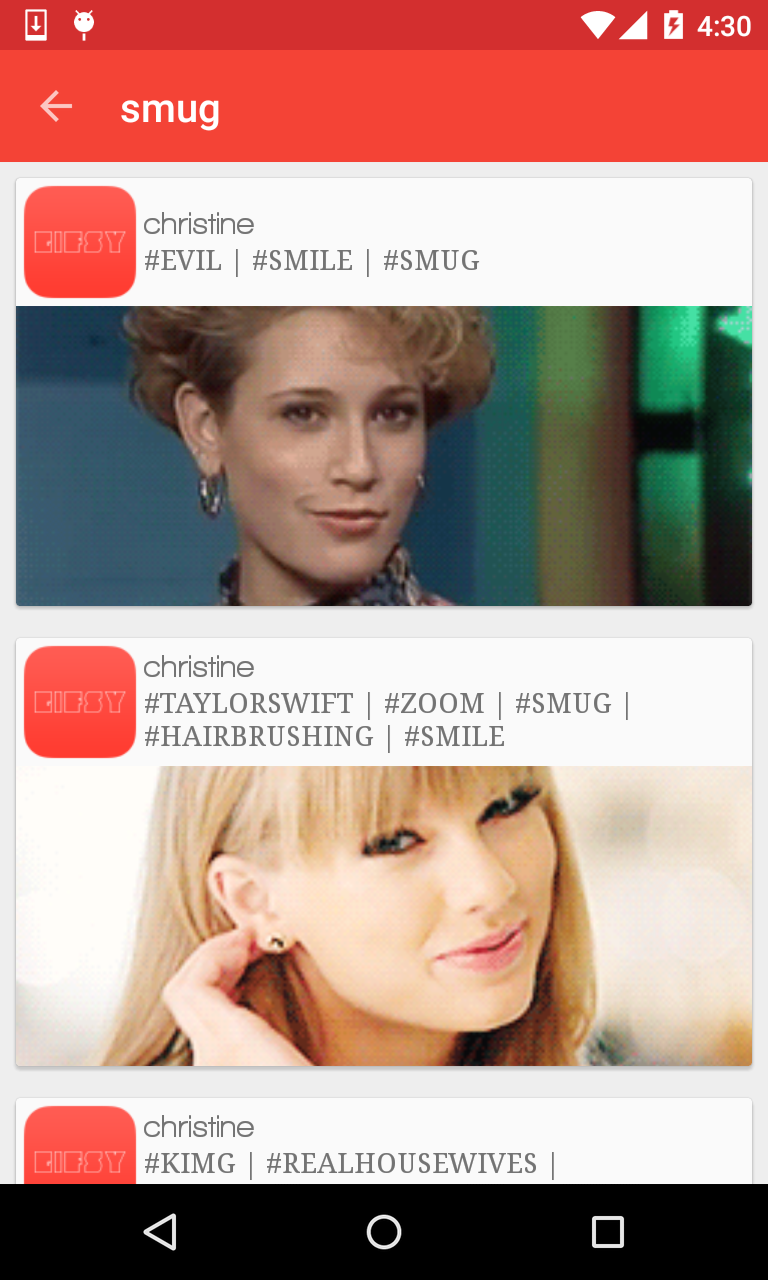 4:30
smug
GIFSY
christine
#EVIL | #SMILE | #SMUG
GIFSY
christine
#TAYLORSWIFT | #ZOOM | #SMUG |
#HAIRBRUSHING | #SMILE
GIFSY
christine
#KIMG | #REALHOUSEWIVES |